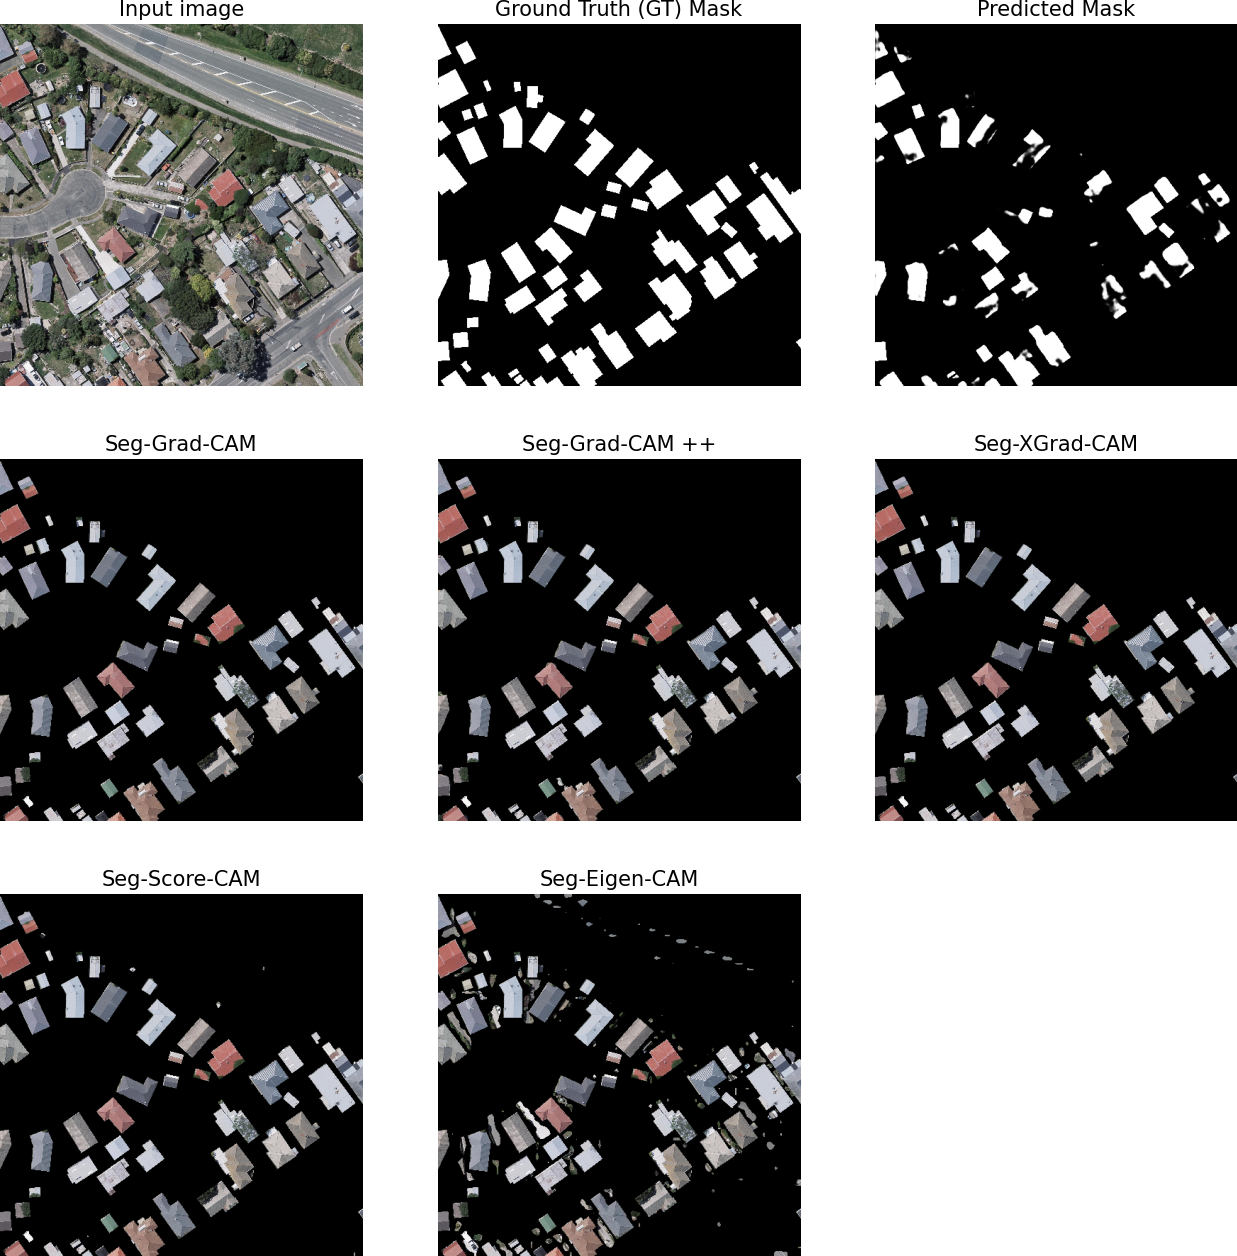 Input image
Ground Truth (GT) Mask
Predicted Mask
Seg-Grad-CAM
Seg-Grad-CAM ++
Seg-XGrad-CAM
Seg-Score-CAM
Seg-Eigen-CAM